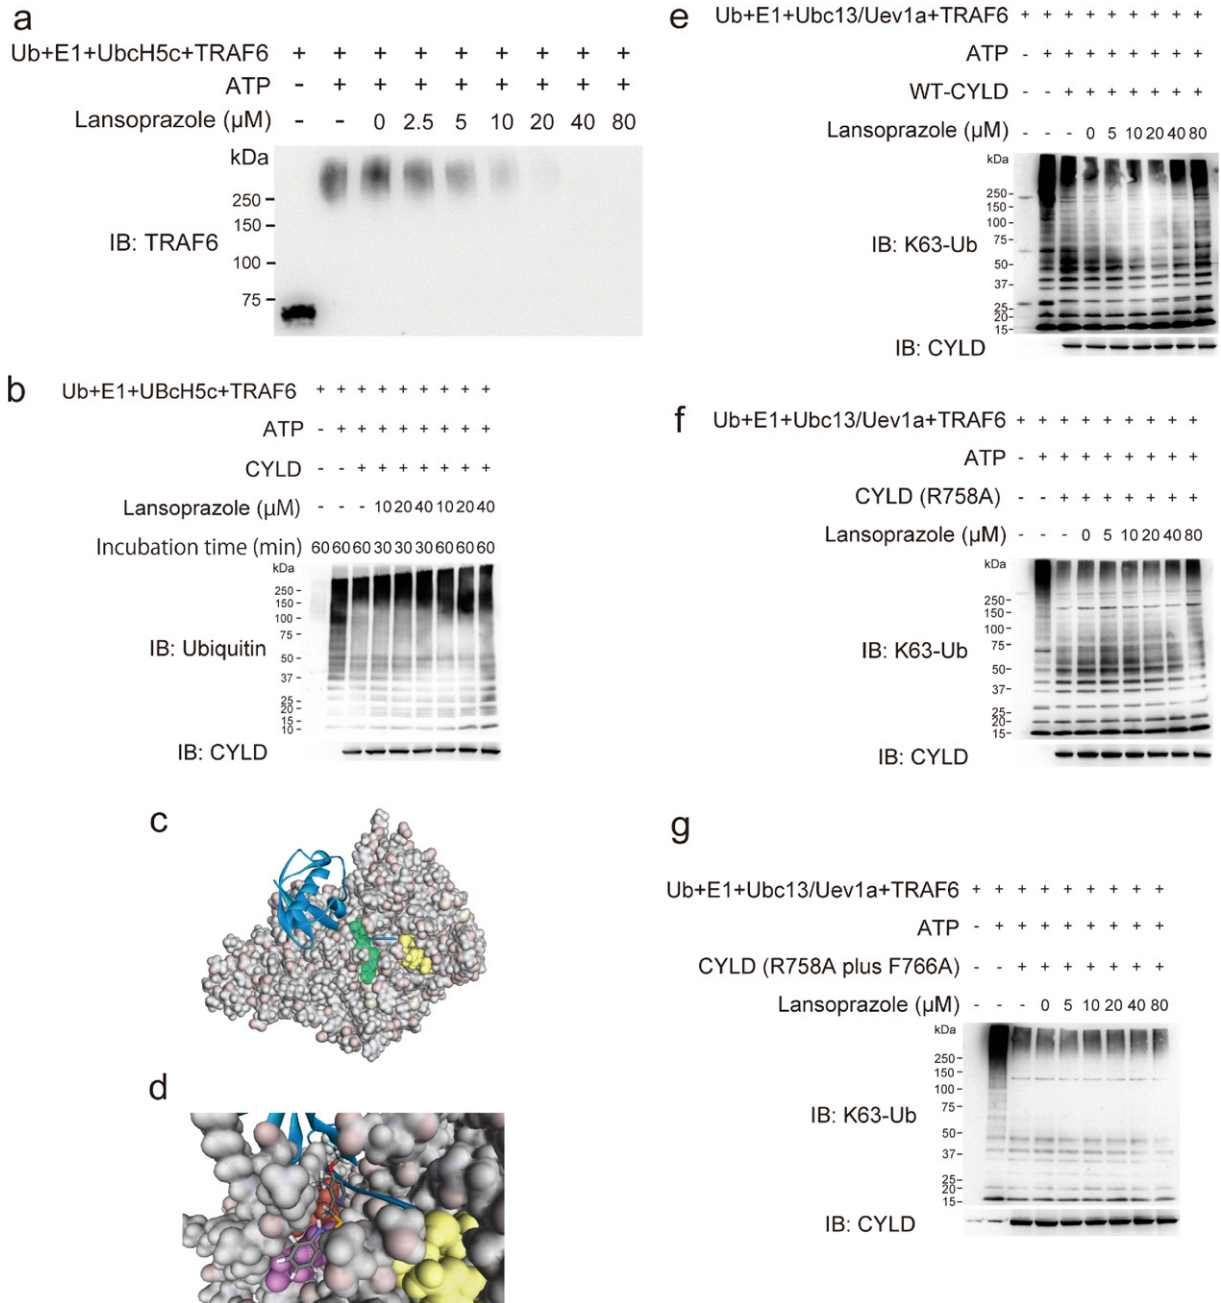 a
Ub+E1+UbcH5c+TRAF6 + + + + + + + + +
ATP - + + + + + + + +
Lansoprazole (μM) - - 0 2.5 5 10 20 40 80
kDa
250
150
100
75
IB: TRAF6
b
Ub+E1+UBcH5c+TRAF6 + + + + + + + + +
ATP - + + + + + + + +
CYLD - - + + + + + + +
Lansoprazole (μM) - - - 10 20 40 10 20 40
Incubation time (min) 60 60 60 30 30 30 60 60 60
kDa
250
150
100
75
50
37
25
20
15
10
IB: Ubiquitin
IB: CYLD
c
d
e
Ub+E1+Ubc13/Uev1a+TRAF6 + + + + + + + + +
ATP - + + + + + + + +
WT-CYLD - - + + + + + + +
Lansoprazole (μM) - - - 0 5 10 20 40 80
kDa
250
150
100
75
50
37
25
20
15
IB: K63-Ub
IB: CYLD
f
Ub+E1+Ubc13/Uev1a+TRAF6 + + + + + + + + +
ATP - + + + + + + + +
CYLD (R758A) - - + + + + + + +
Lansoprazole (μM) - - - 0 5 10 20 40 80
kDa
250
150
100
75
50
37
25
20
15
IB: K63-Ub
IB: CYLD
g
Ub+E1+Ubc13/Uev1a+TRAF6 + + + + + + + + +
ATP - + + + + + + + +
CYLD (R758A plus F766A) - - + + + + + + +
Lansoprazole (μM) - - - 0 5 10 20 40 80
kDa
250
150
100
75
50
37
25
20
15
IB: K63-Ub
IB: CYLD